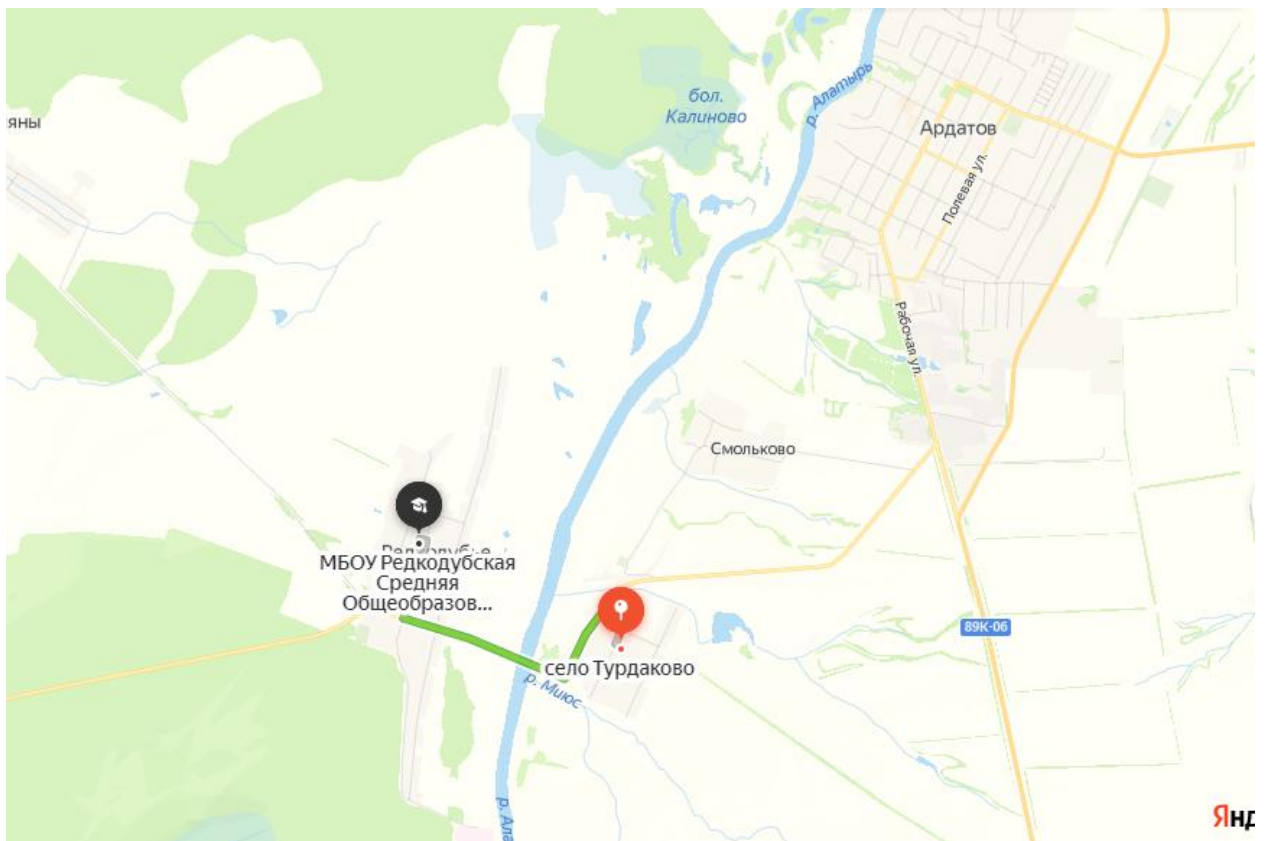 бол.
Калиново
р. Алатырь
яны
Ардатов
Полевая ул.
Рабочая ул.
Смольково
МБОУ Редкодубская
Средняя
Общеобразов...
село Турдаково
89К-06
р. Миюс
р. Ала
Янд